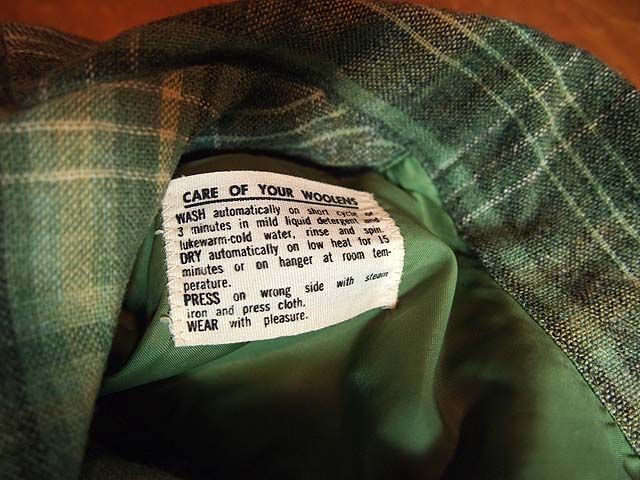 CARE OF YOUR WOOLENS
WASH automatically on short cycle or
3 minutes in mild liquid detergent and
lukewarm-cold water, rinse and spin.
DRY automatically on low heat for 15
minutes or on hanger at room tem-
perature.
PRESS on wrong side with steam
iron and press cloth.
WEAR with pleasure.